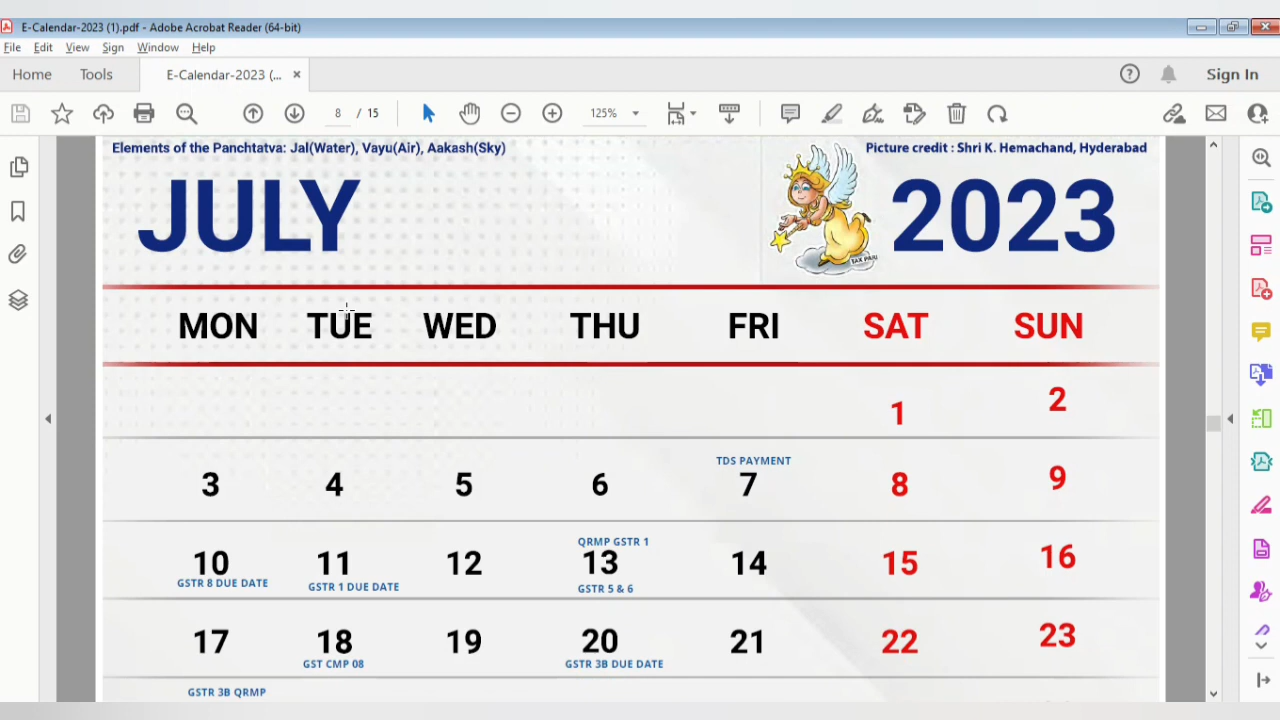 E-Calendar-2023 (1).pdf - Adobe Acrobat Reader (64-bit)
File Edit View Sign Window Help
Home Tools E-Calendar-2023 (... × Sign In
8 / 15 125%
Elements of the Panchtatva: Jal(Water), Vayu(Air), Aakash(Sky) Picture credit : Shri K. Hemachand, Hyderabad
JULY 2023
TAX PARI
MON TUE WED THU FRI SAT SUN
1 2
TDS PAYMENT
3 4 5 6 7 8 9
QRMP GSTR 1
10 11 12 13 14 15 16
GSTR 8 DUE DATE GSTR 1 DUE DATE GSTR 5 & 6
17 18 19 20 21 22 23
GST CMP 08 GSTR 3B DUE DATE
GSTR 3B QRMP